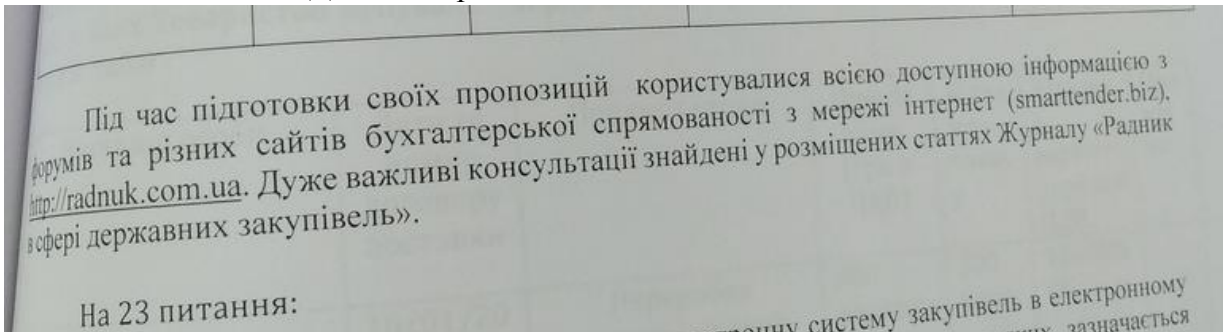 Під час підготовки своїх пропозицій користувалися всією доступною інформацією з
форумів та різних сайтів бухгалтерської спрямованості з мережі інтернет (smarttender.biz),
http://radnuk.com.ua. Дуже важливі консультації знайдені у розміщених статтях Журналу «Радник
в сфері державних закупівель».
На 23 питання:
систему закупівель в електронному
зазначається